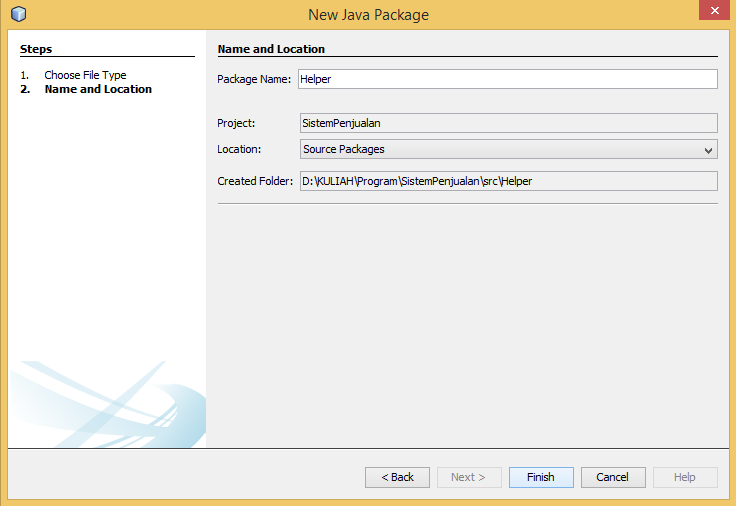 New Java Package
Steps
1. Choose File Type
2. Name and Location
Name and Location
Package Name: Helper
Project: SistemPenjualan
Location: Source Packages
Created Folder: D:\KULIAH\Program\SistemPenjualan\src\Helper
< Back Next > Finish Cancel Help